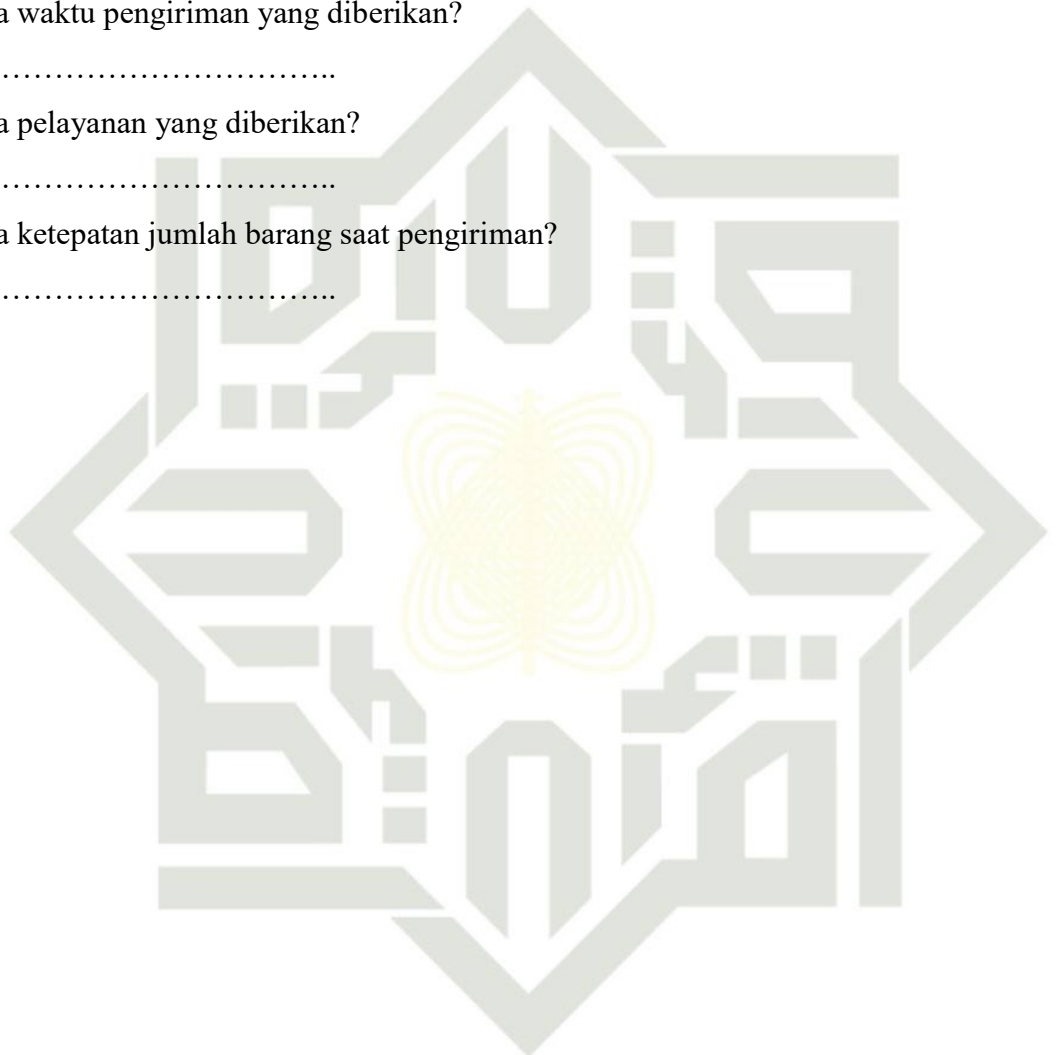 a waktu pengiriman yang diberikan?
……………………………..
a pelayanan yang diberikan?
……………………………..
a ketepatan jumlah barang saat pengiriman?
……………………………..